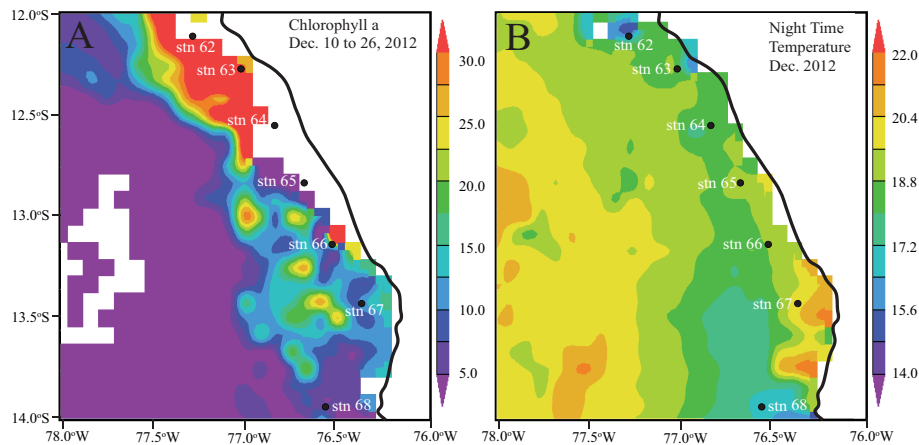 A
Chlorophyll a
Dec. 10 to 26, 2012
12.0°S
12.5°S
13.0°S
13.5°S
14.0°S
78.0°W
77.5°W
77.0°W
76.5°W
76.0°W
stn 62
stn 63
stn 64
stn 65
stn 66
stn 67
stn 68
30.0
25.0
20.0
15.0
10.0
5.0
B
Night Time
Temperature
Dec. 2012
stn 62
stn 63
stn 64
stn 65
stn 66
stn 67
stn 68
78.0°W
77.5°W
77.0°W
76.5°W
76.0°W
22.0
20.4
18.8
17.2
15.6
14.0